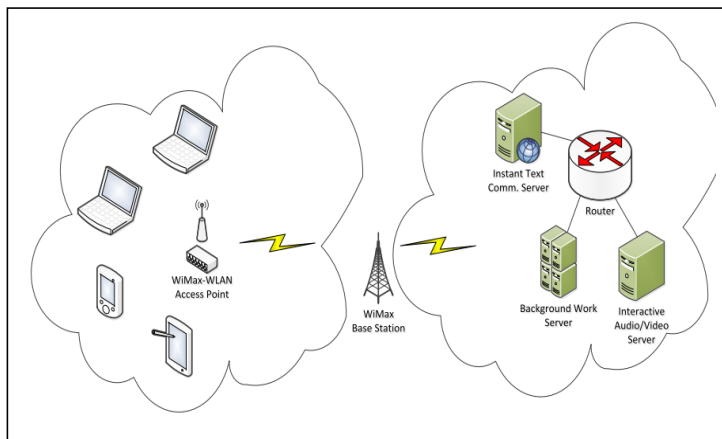 WiMax-WLAN
Access Point
WiMax
Base Station
Instant Text
Comm. Server
Router
Background Work
Server
Interactive
Audio/Video
Server